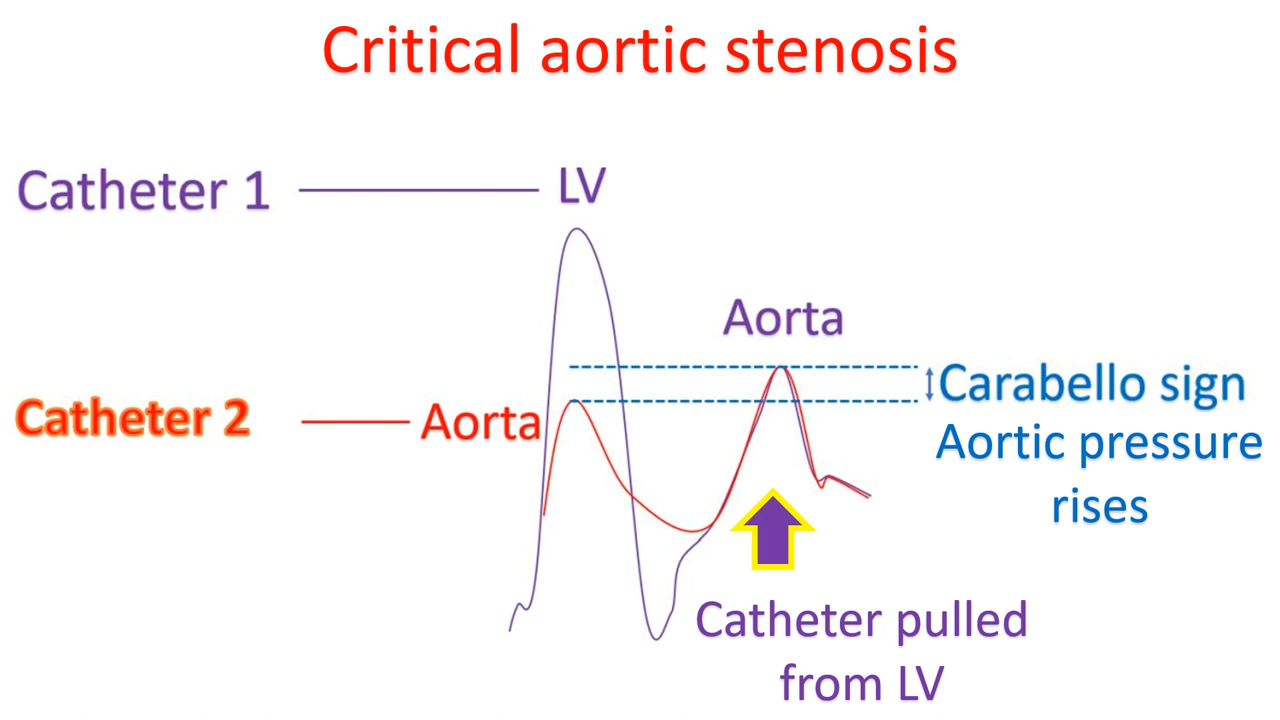 Critical aortic stenosis
Catheter 1
LV
Aorta
Catheter 2
Aorta
Carabello sign
Aortic pressure
rises
Catheter pulled
from LV